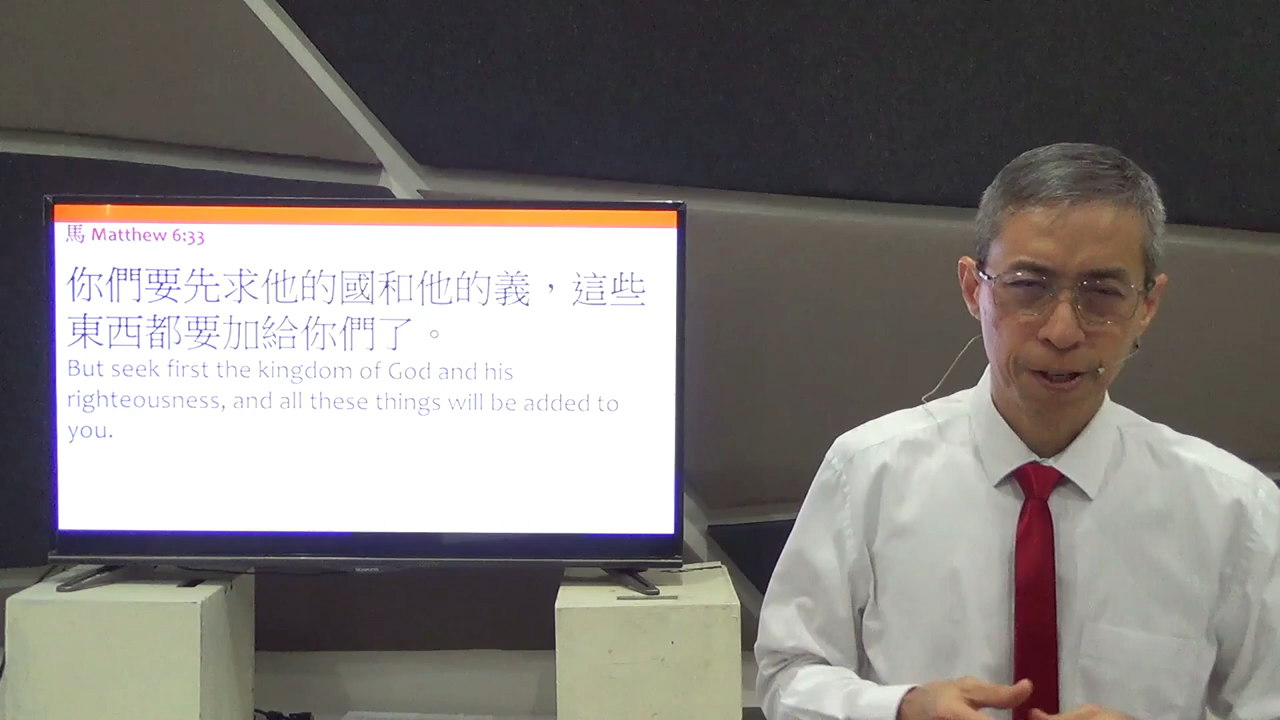 馬 Matthew 6:33
你們要先求他的國和他的義，這些
東西都要加給你們了。
But seek first the kingdom of God and his
righteousness, and all these things will be added to
you.